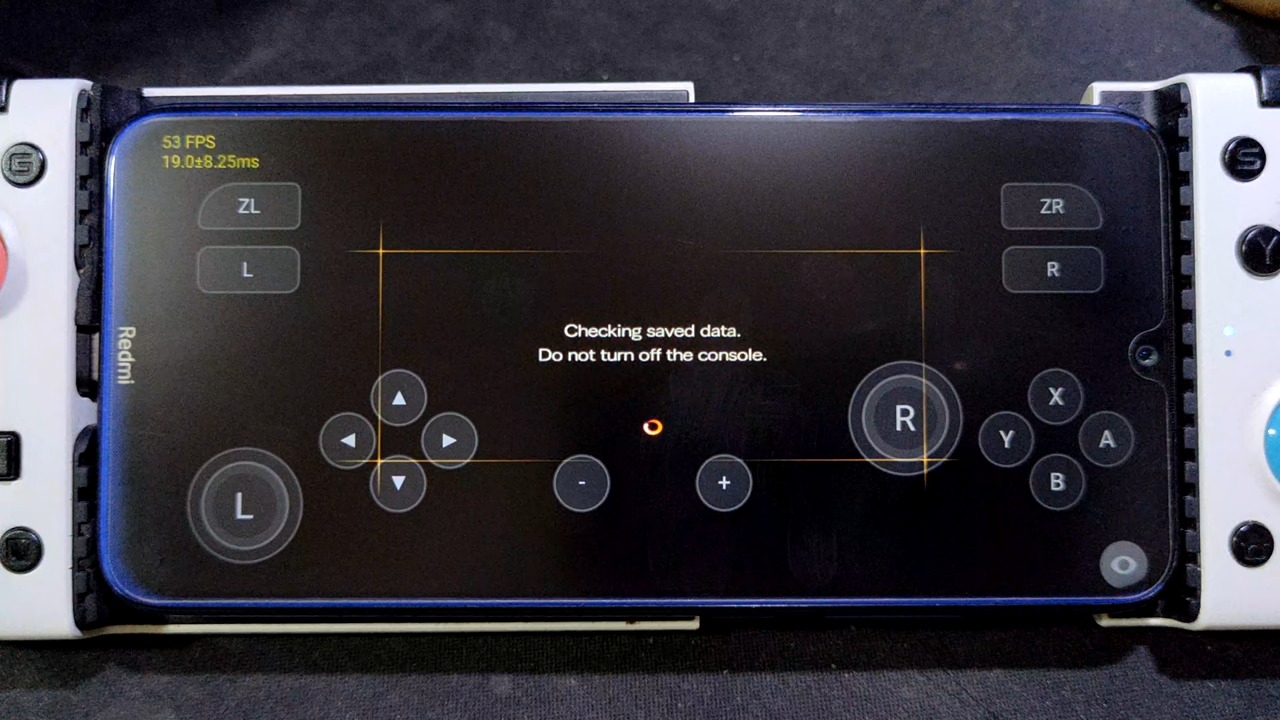 53 FPS
19.0±8.25ms
ZL
L
ZR
R
Redmi
Checking saved data.
Do not turn off the console.
L
-
+
R
X
Y
A
B
G
S
Y